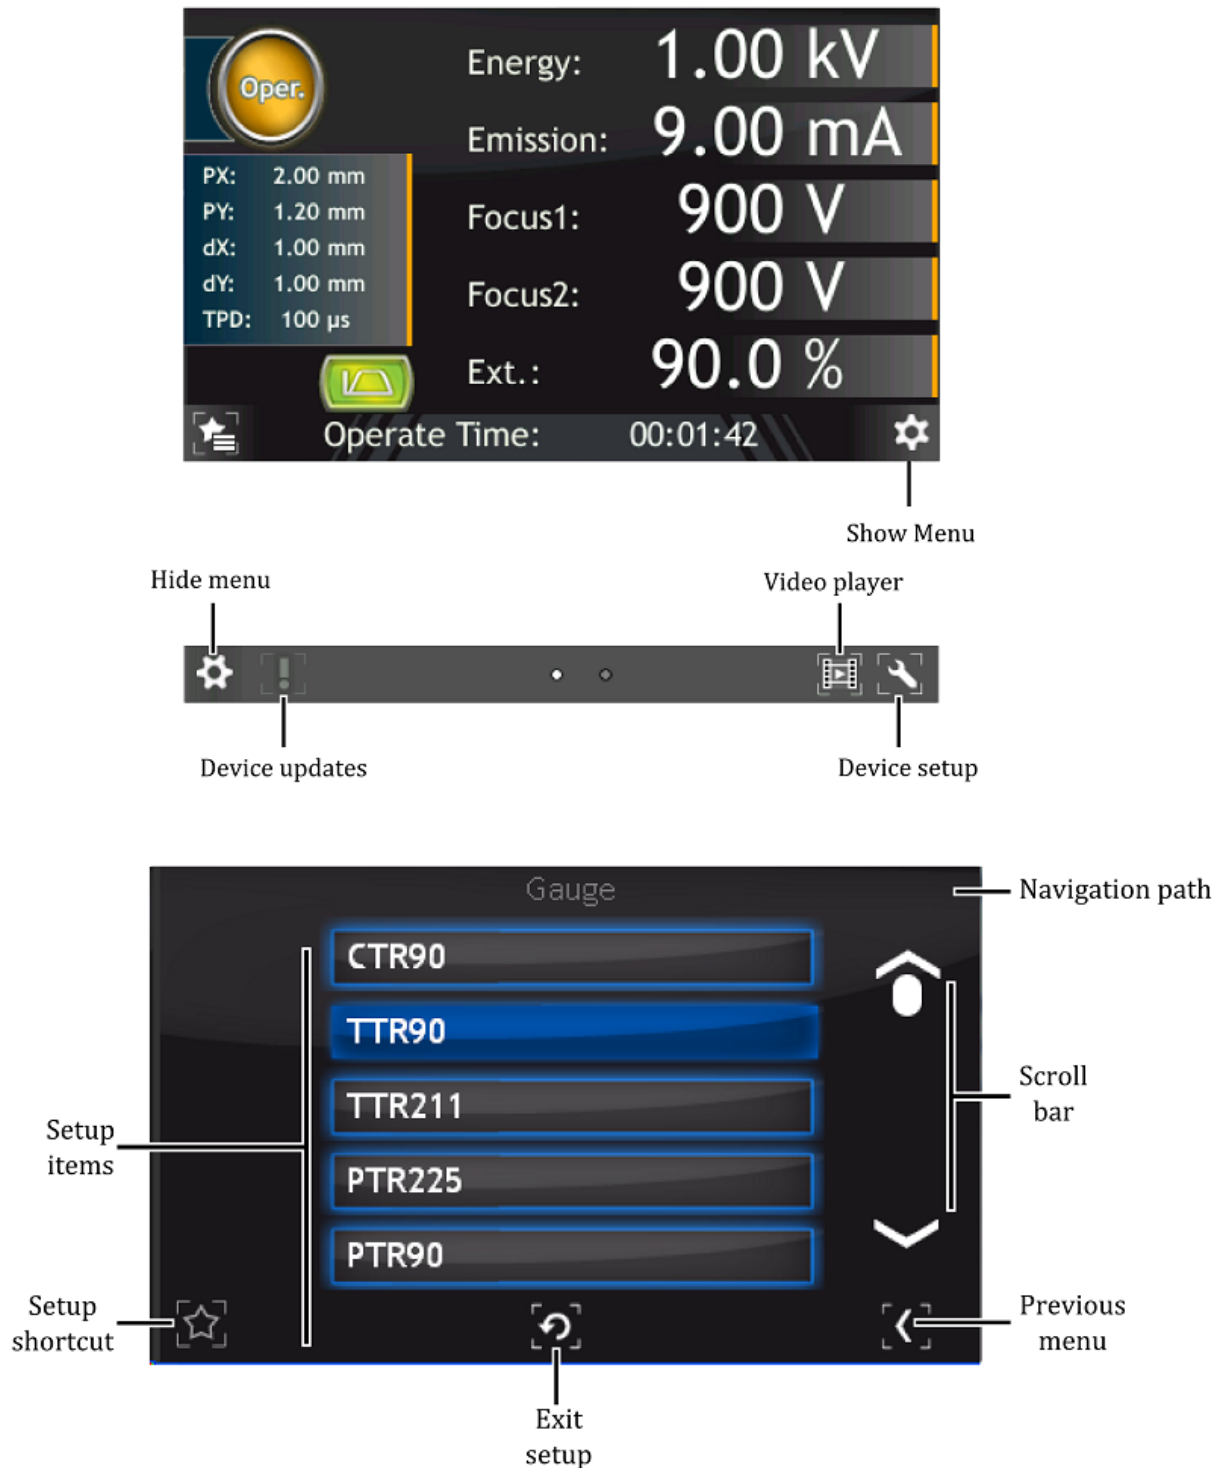 Oper.
Energy: 1.00 kV
Emission: 9.00 mA
Focus1: 900 V
Focus2: 900 V
Ext.: 90.0 %
PX: 2.00 mm
PY: 1.20 mm
dX: 1.00 mm
dY: 1.00 mm
TPD: 100 µs
Operate Time: 00:01:42
Show Menu
Hide menu
Video player
Device updates
Device setup
Gauge
Navigation path
CTR90
TTR90
TTR211
PTR225
PTR90
Scroll
bar
Setup
items
Setup
shortcut
Previous
menu
Exit
setup